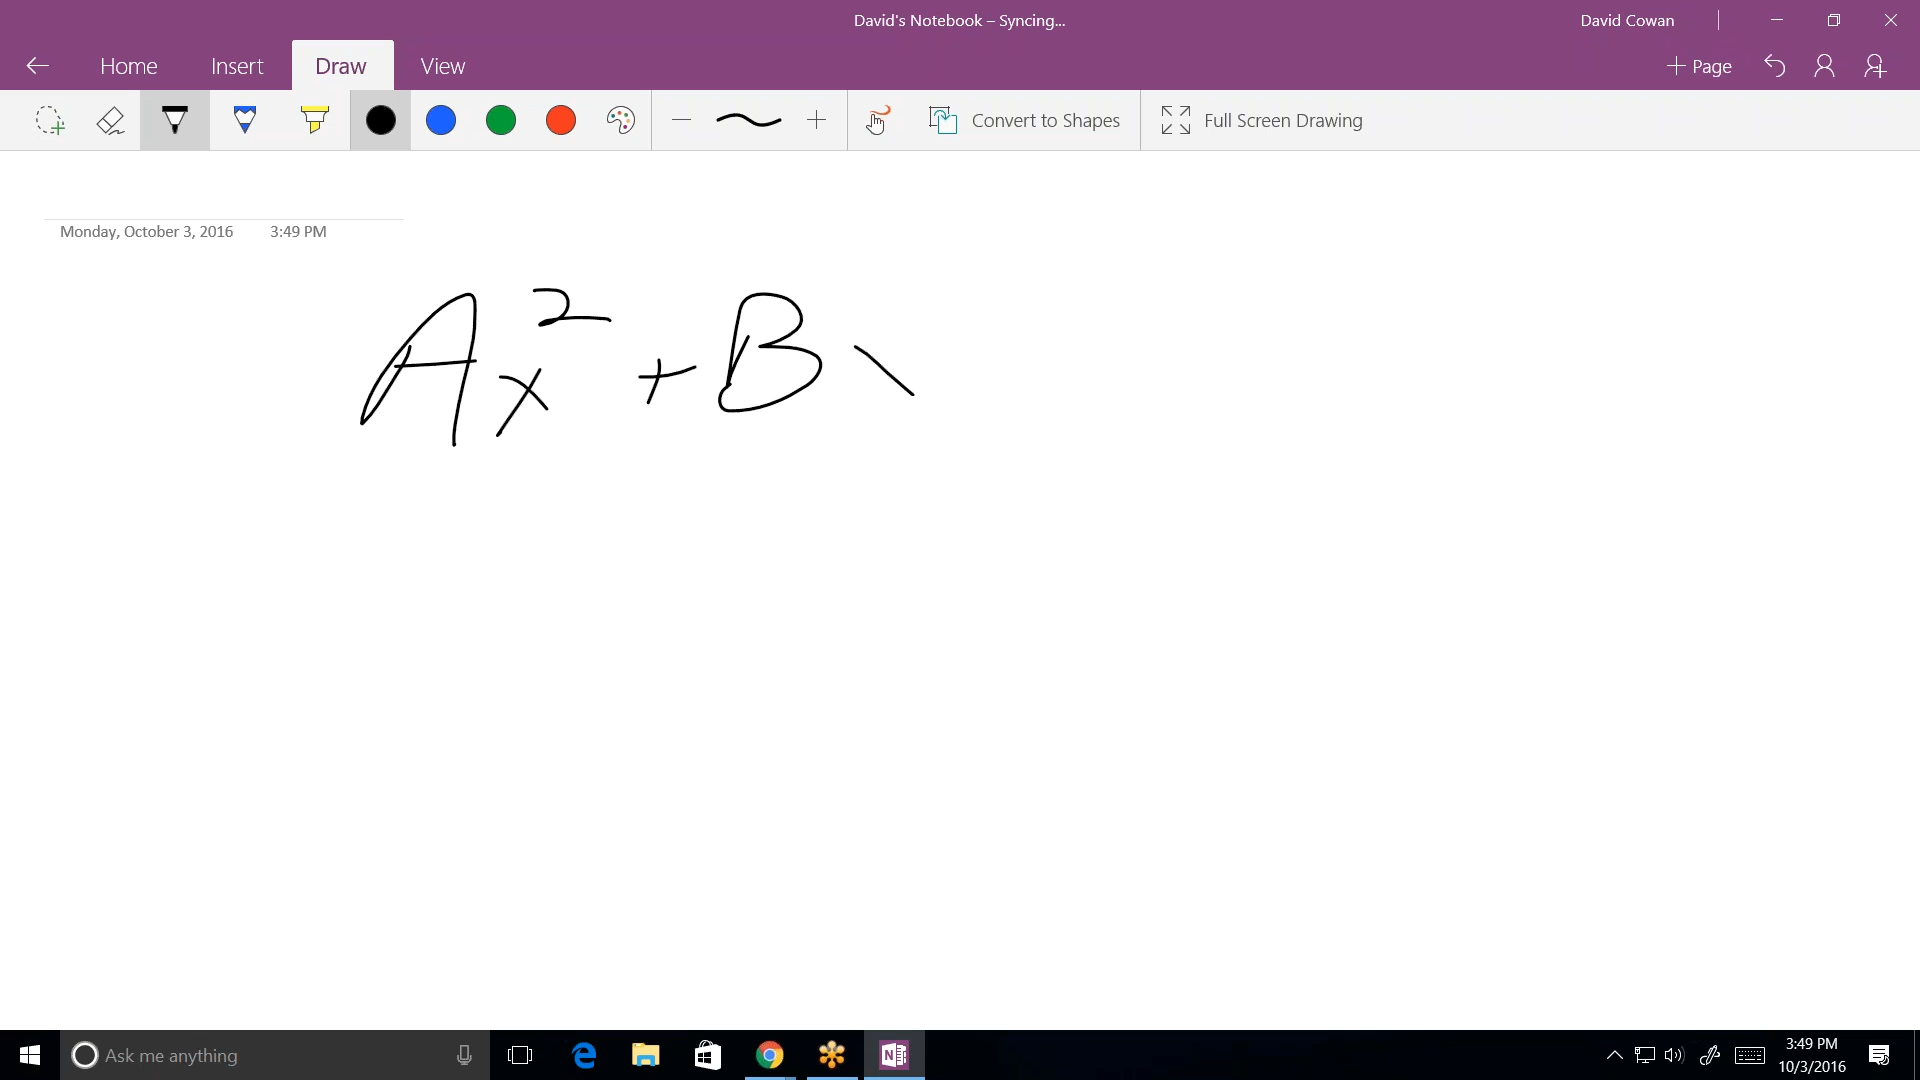 David's Notebook – Syncing... David Cowan
Home Insert Draw View + Page
Convert to Shapes Full Screen Drawing
Monday, October 3, 2016 3:49 PM
Ax² + B
Ask me anything 3:49 PM
10/3/2016